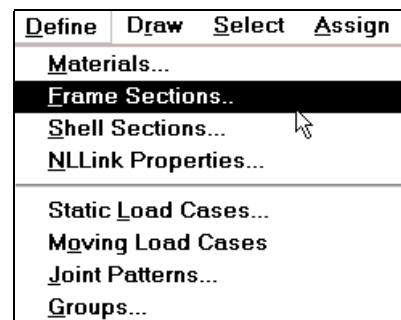 Define Draw Select Assign
Materials...
Frame Sections..
Shell Sections...
NLLink Properties...
Static Load Cases...
Moving Load Cases
Joint Patterns...
Groups...